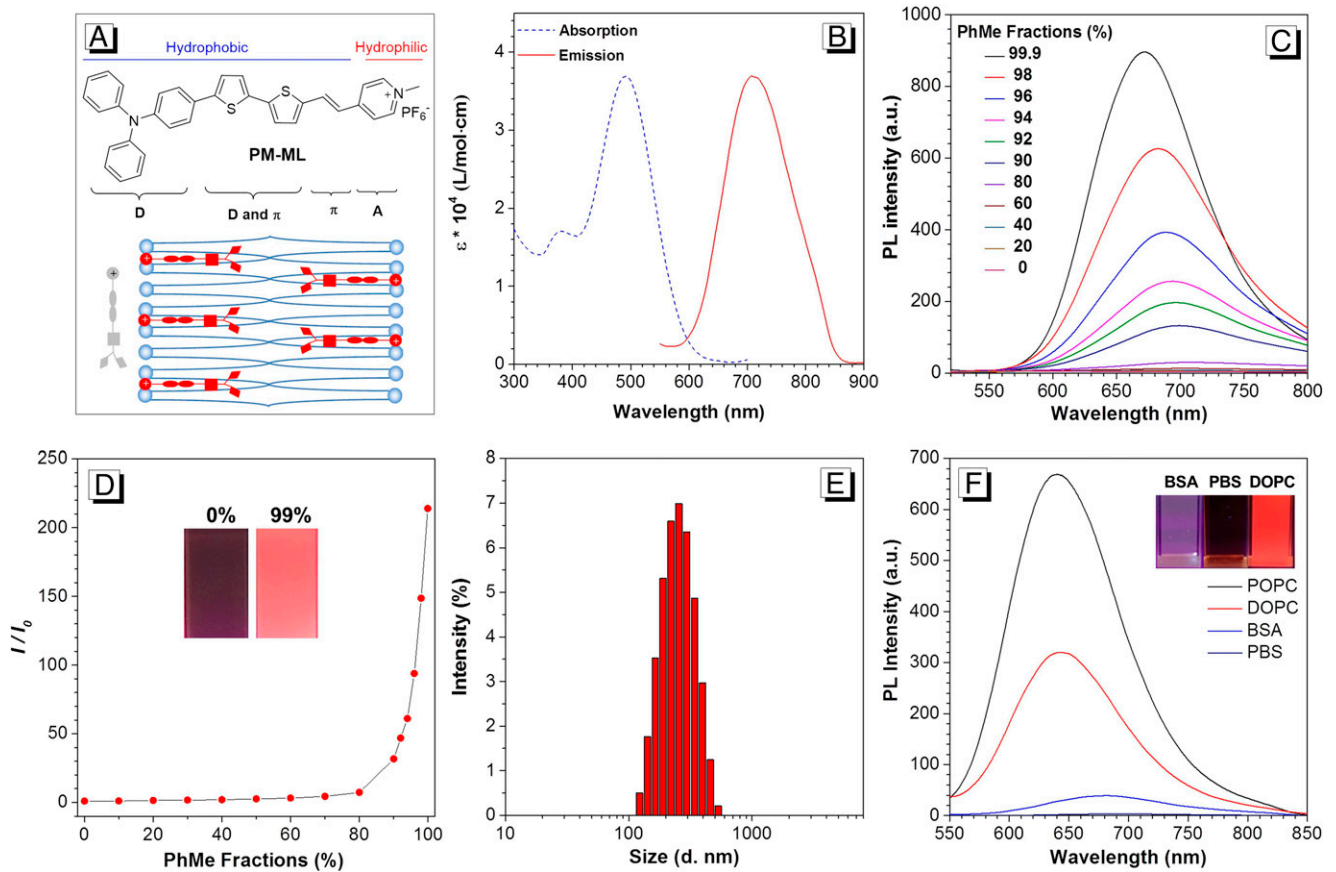 A
Hydrophobic
Hydrophilic
S
S
N
N
+
PF6-
PM-ML
D
D and π
π
A
+
+
+
+
+
+
B
Absorption
Emission
ε * 10⁴ (L/mol·cm)
4
3
2
1
0
300 400 500 600 700 800 900
Wavelength (nm)
C
PhMe Fractions (%)
99.9
98
96
94
92
90
80
60
40
20
0
PL intensity (a.u.)
1000
800
600
400
200
0
550 600 650 700 750 800
Wavelength (nm)
D
0% 99%
I / I0
250
200
150
100
50
0
0 20 40 60 80 100
PhMe Fractions (%)
E
Intensity (%)
8
7
6
5
4
3
2
1
0
10 100 1000
Size (d. nm)
F
BSA PBS DOPC
POPC
DOPC
BSA
PBS
PL Intensity (a.u.)
700
600
500
400
300
200
100
0
550 600 650 700 750 800 850
Wavelength (nm)